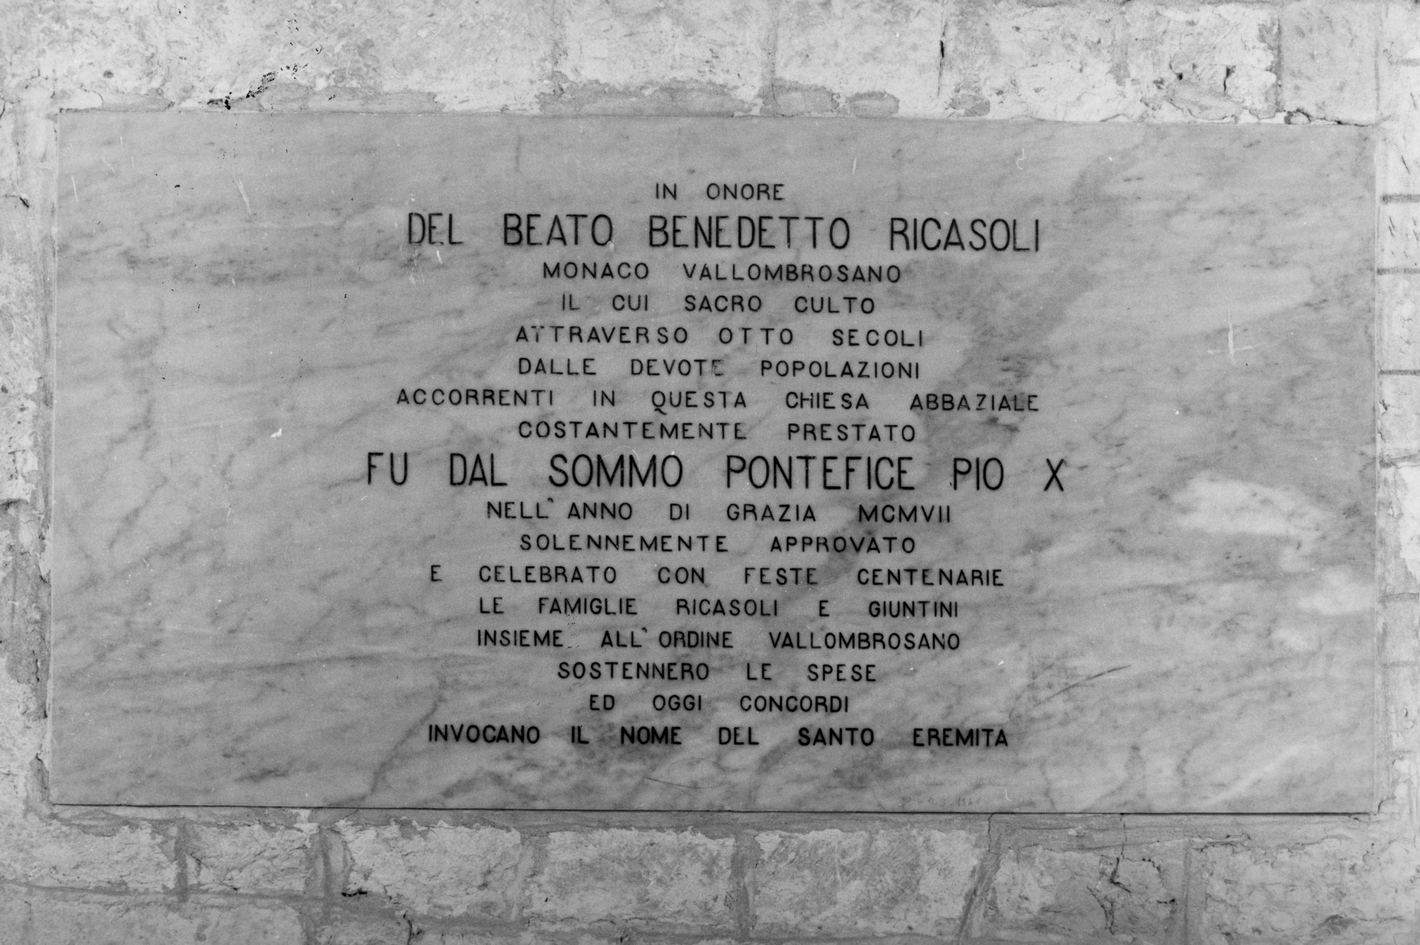 IN ONORE
DEL BEATO BENEDETTO RICASOLI
MONACO VALLOMBROSANO
IL CUI SACRO CULTO
ATTRAVERSO OTTO SECOLI
DALLE DEVOTE POPOLAZIONI
ACCORRENTI IN QUESTA CHIESA ABBAZIALE
COSTANTEMENTE PRESTATO
FU DAL SOMMO PONTEFICE PIO X
NELL'ANNO DI GRAZIA MCMVII
SOLENNEMENTE APPROVATO
E CELEBRATO CON FESTE CENTENARIE
LE FAMIGLIE RICASOLI E GIUNTINI
INSIEME ALL'ORDINE VALLOMBROSANO
SOSTENNERO LE SPESE
ED OGGI CONCORDI
INVOCANO IL NOME DEL SANTO EREMITA